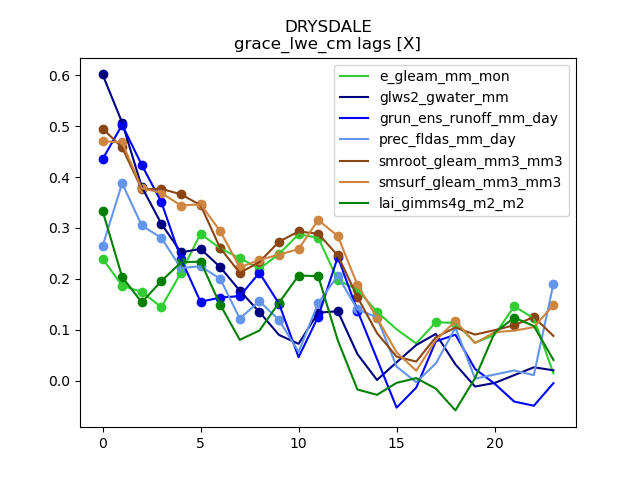 DRYSDALE
grace_lwe_cm lags [X]
e_gleam_mm_mon
glws2_gwater_mm
grun_ens_runoff_mm_day
prec_fldas_mm_day
smroot_gleam_mm3_mm3
smsurf_gleam_mm3_mm3
lai_gimms4g_m2_m2
0.6
0.5
0.4
0.3
0.2
0.1
0.0
0 5 10 15 20